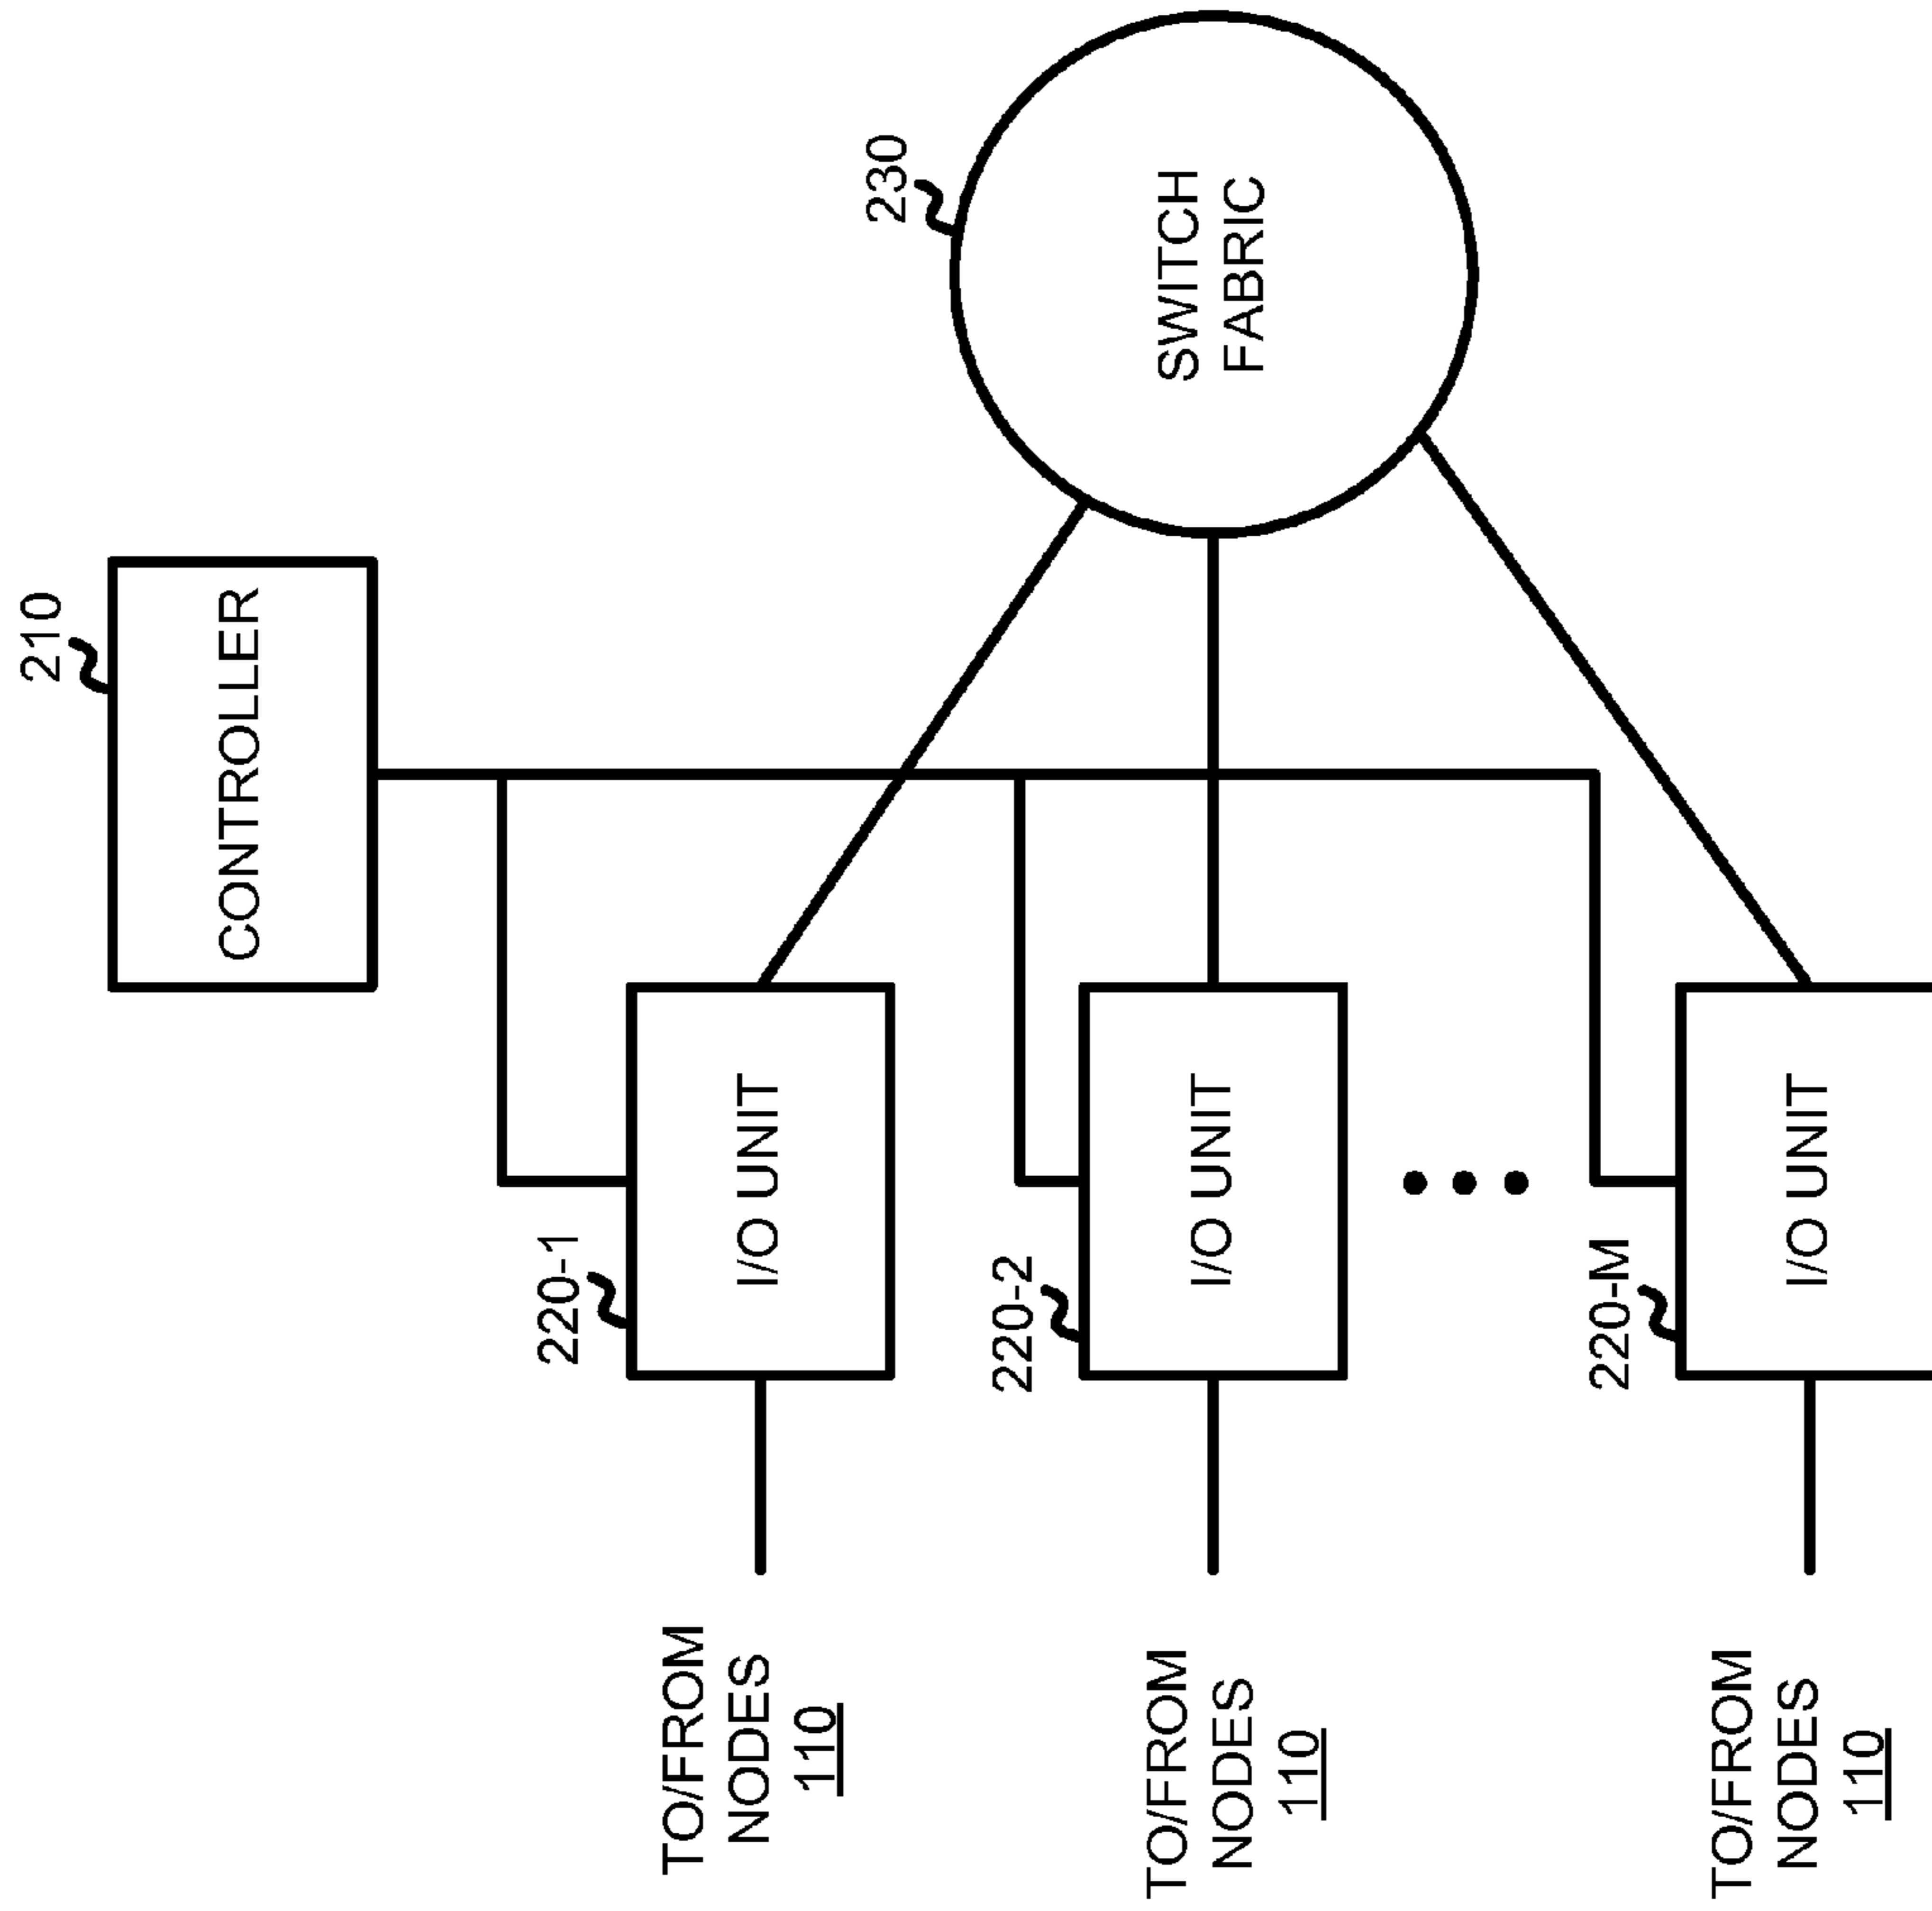 210
CONTROLLER
230
SWITCH
FABRIC
220-1
I/O UNIT
TO/FROM
NODES
110
220-2
I/O UNIT
TO/FROM
NODES
110
220-M
I/O UNIT
TO/FROM
NODES
110